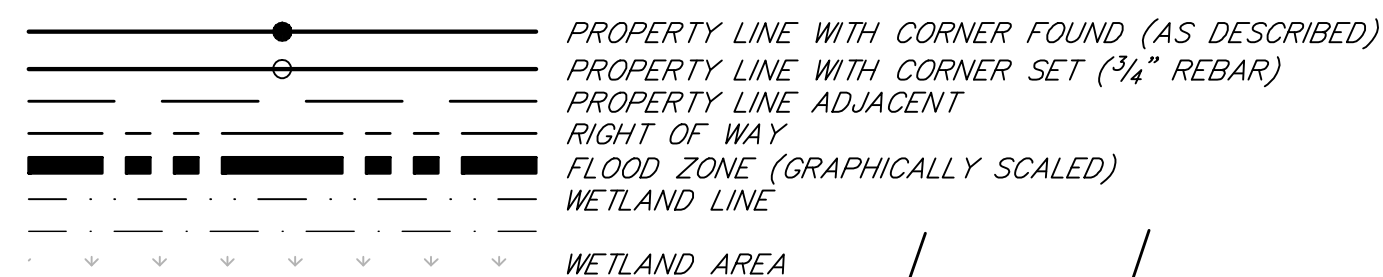 PROPERTY LINE WITH CORNER FOUND (AS DESCRIBED)
PROPERTY LINE WITH CORNER SET (3/4" REBAR)
PROPERTY LINE ADJACENT
RIGHT OF WAY
FLOOD ZONE (GRAPHICALLY SCALED)
WETLAND LINE
WETLAND AREA